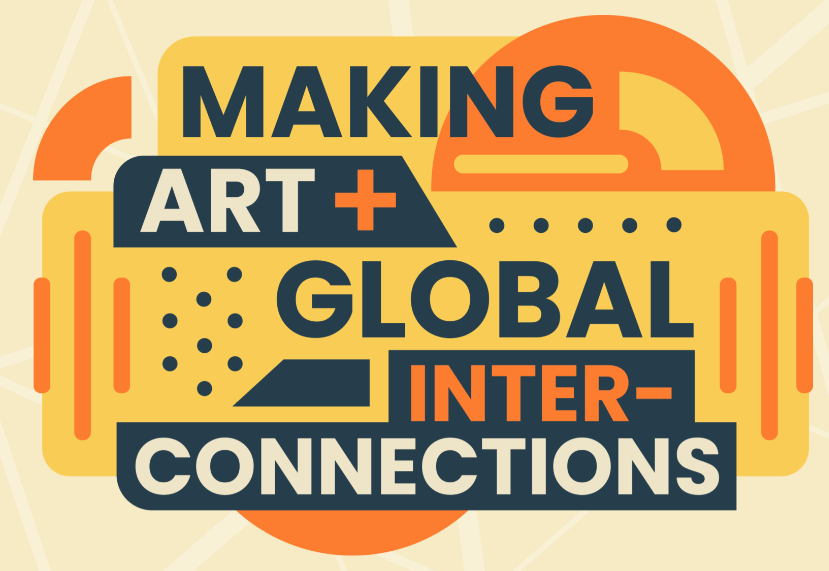 MAKING
ART +
GLOBAL
INTER-
CONNECTIONS